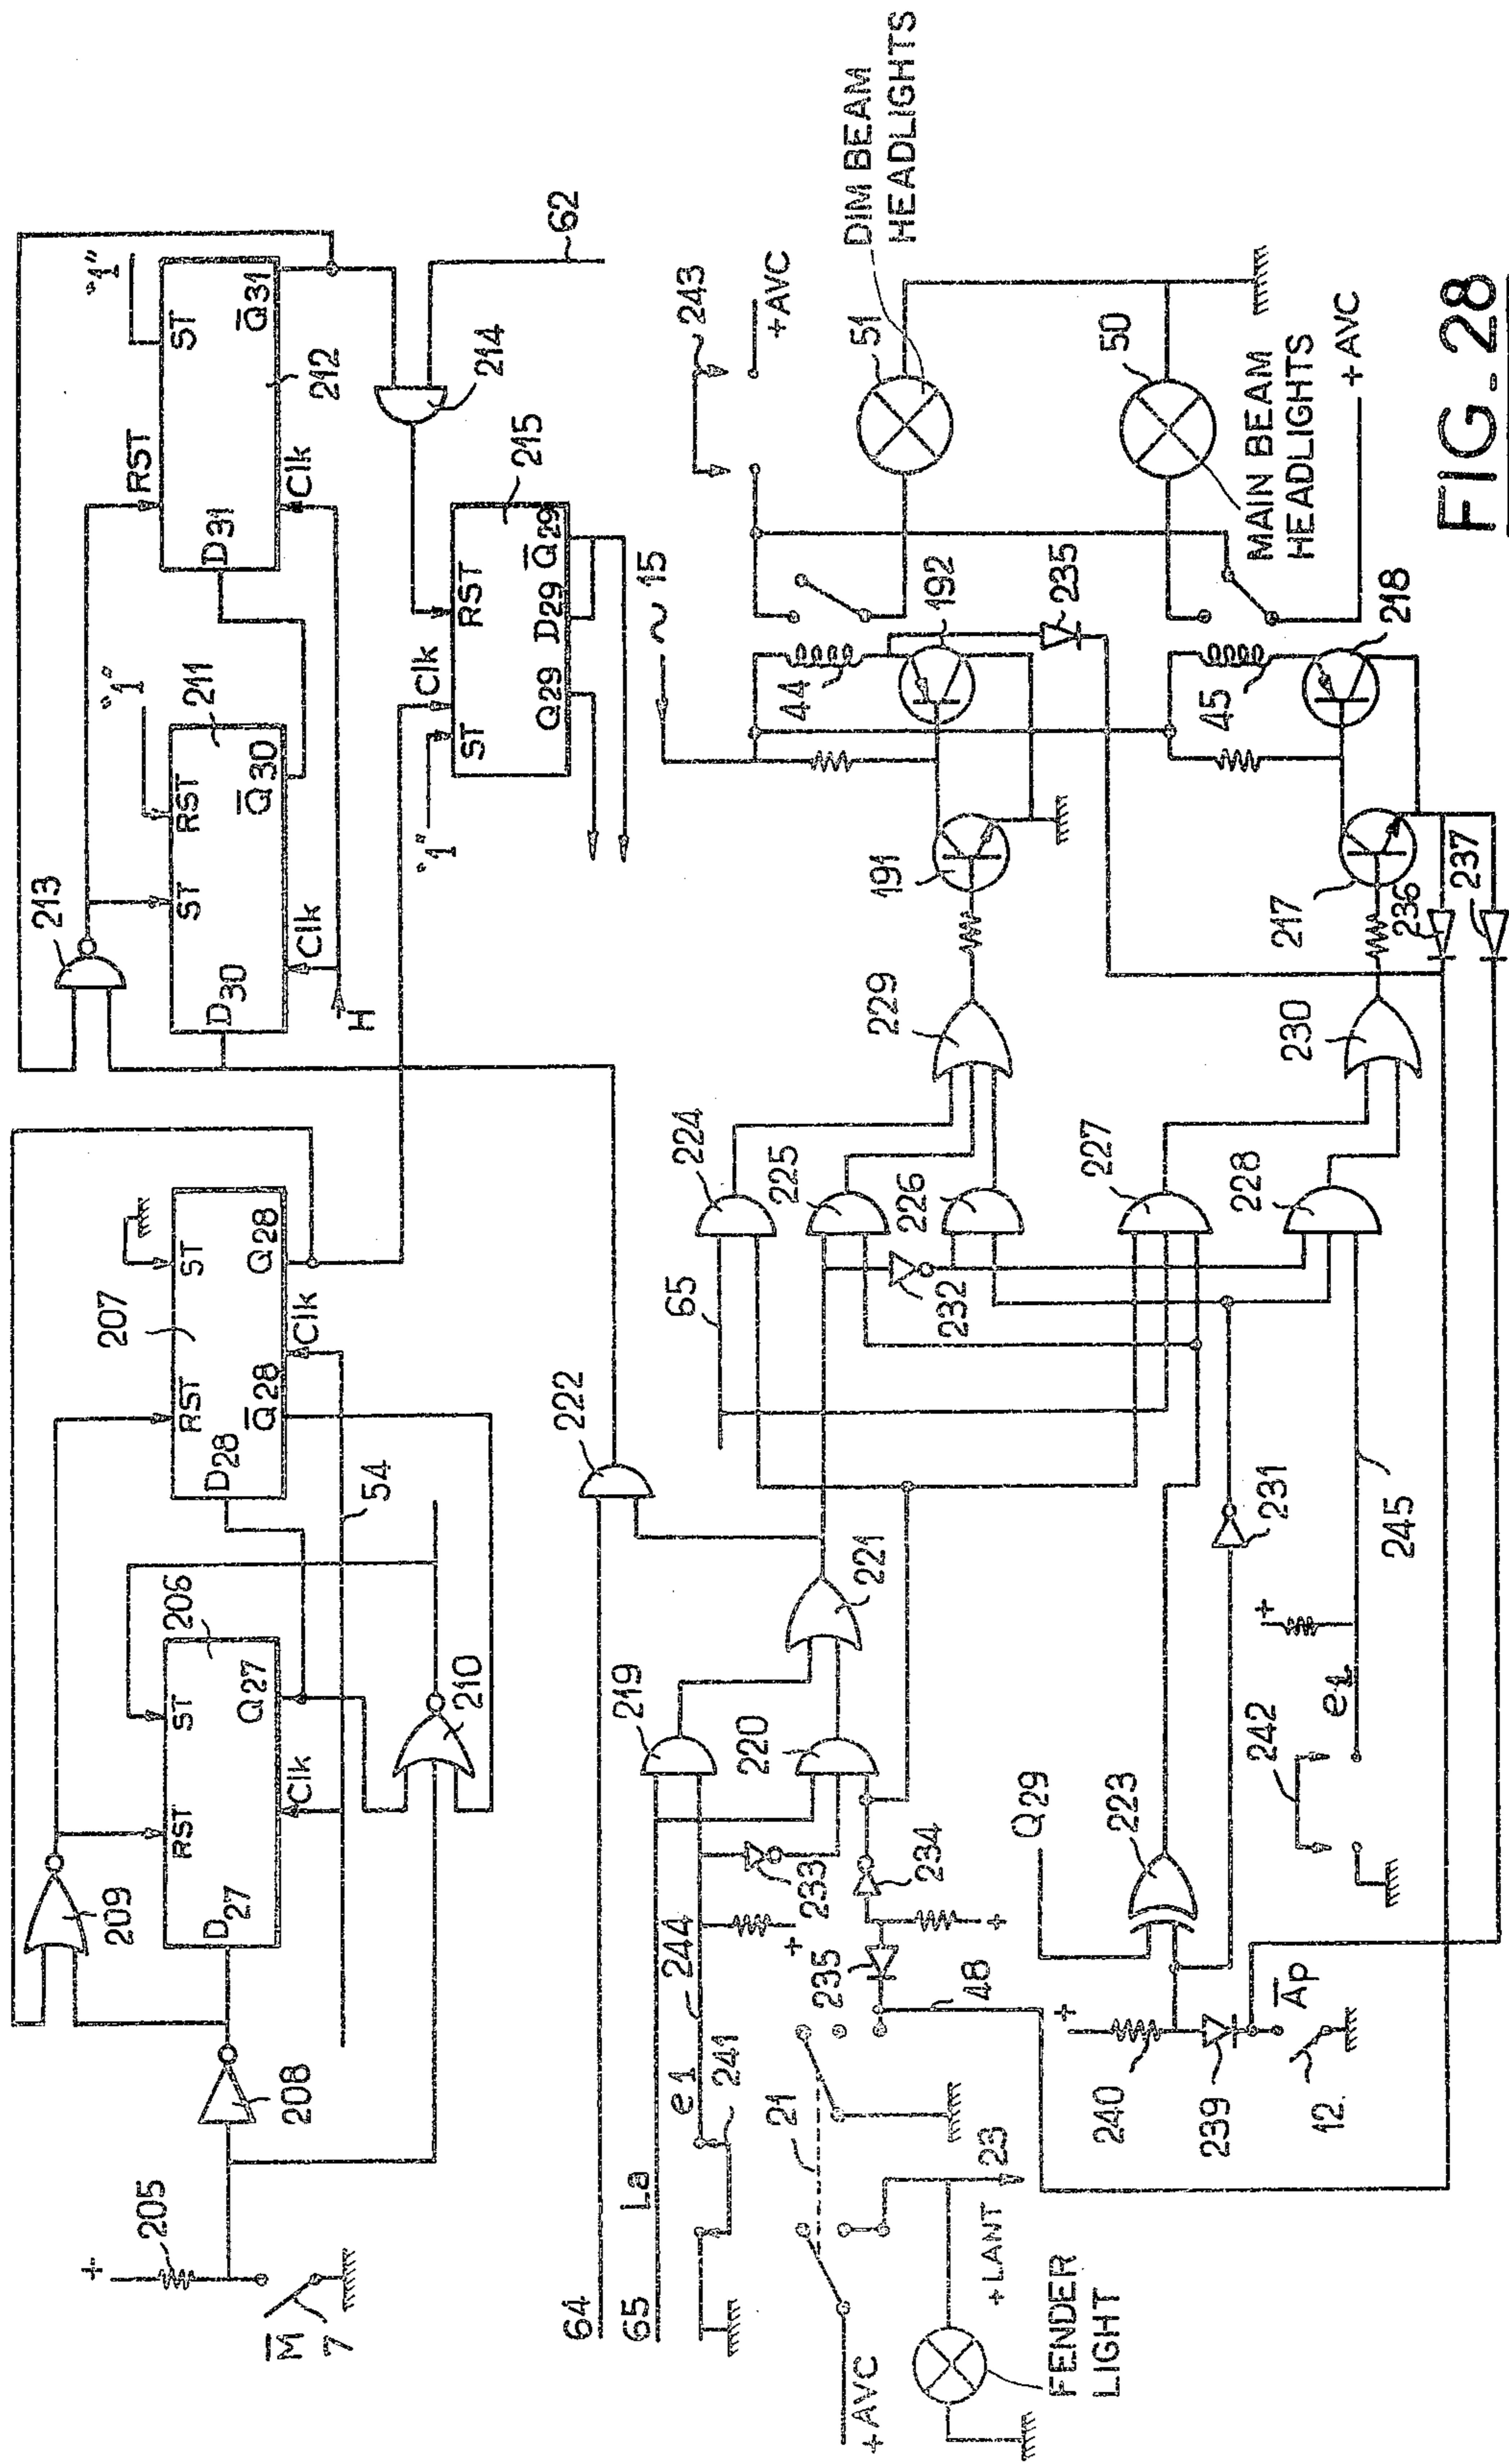 205
+
M̅
7
208
209
D27
RST
ST
206
Q27
Clk
210
54
D28
RST
207
ST
Q̅28
Q28
Clk
213
D30
ST
RST
"1"
211
Q̅30
Clk
H
RST
ST
"1"
D31
212
Q̅31
Clk
214
62
215
"1"
ST
Clk
RST
Q29
D29
Q̅29
64
65
La
e1
244
241
+
233
219
220
221
222
234
235
48
21
+AVC
+LANT
23
FENDER
LIGHT
65
224
225
226
232
227
228
229
230
Q29
223
231
+
240
239
A̅p
12.
242
e1
+
245
191
192
44
~ 15
235
243
+AVC
51
DIM BEAM
HEADLIGHTS
50
MAIN BEAM
HEADLIGHTS
+AVC
45
217
218
236
237
+
FIG_28